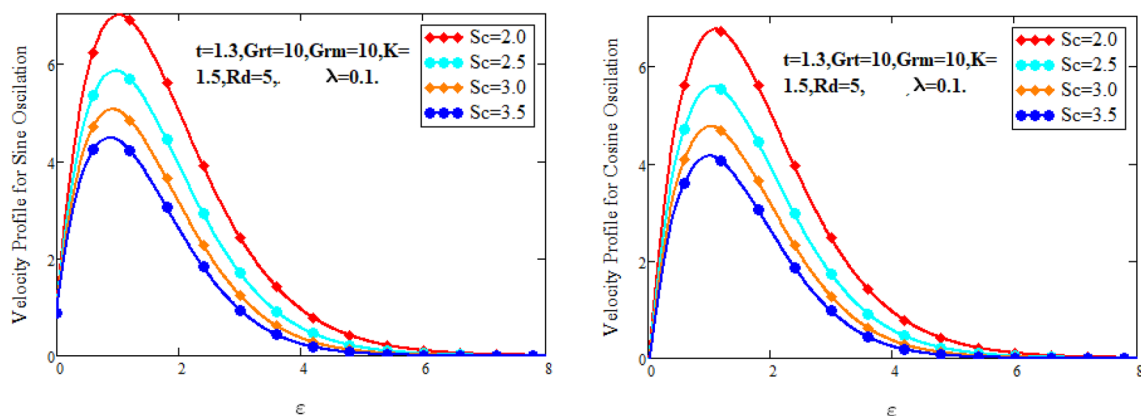 Velocity Profile for Sine Oscillation
6
4
2
0
0
2
4
6
8
ε
t=1.3,Grt=10,Grm=10,K=
1.5,Rd=5,. λ=0.1.
Sc=2.0
Sc=2.5
Sc=3.0
Sc=3.5
Velocity Profile for Cosine Oscilation
6
4
2
0
0
2
4
6
8
ε
t=1.3,Grt=10,Grm=10,K=
1.5,Rd=5, , λ=0.1.
Sc=2.0
Sc=2.5
Sc=3.0
Sc=3.5